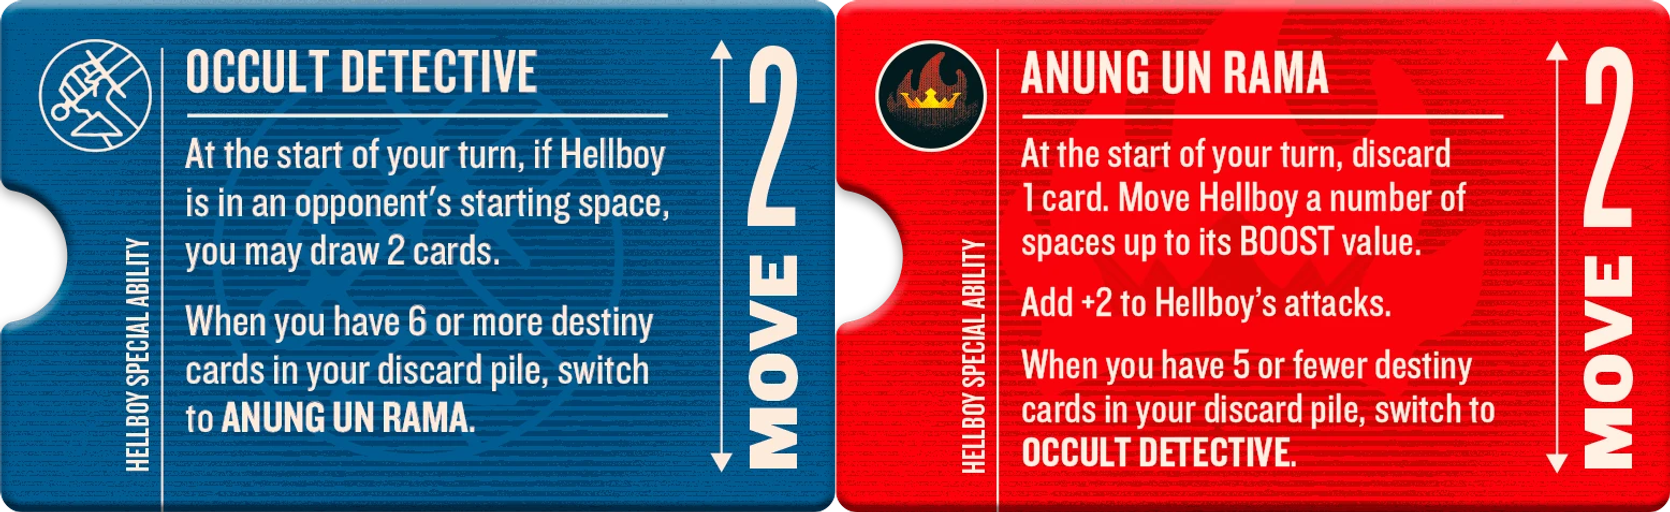 OCCULT DETECTIVE
At the start of your turn, if Hellboy
is in an opponent's starting space,
you may draw 2 cards.
When you have 6 or more destiny
cards in your discard pile, switch
to ANUNG UN RAMA.
HELLBOY SPECIAL ABILITY
MOVE 2
ANUNG UN RAMA
At the start of your turn, discard
1 card. Move Hellboy a number of
spaces up to its BOOST value.
Add +2 to Hellboy’s attacks.
When you have 5 or fewer destiny
cards in your discard pile, switch to
OCCULT DETECTIVE.
HELLBOY SPECIAL ABILITY
MOVE 2